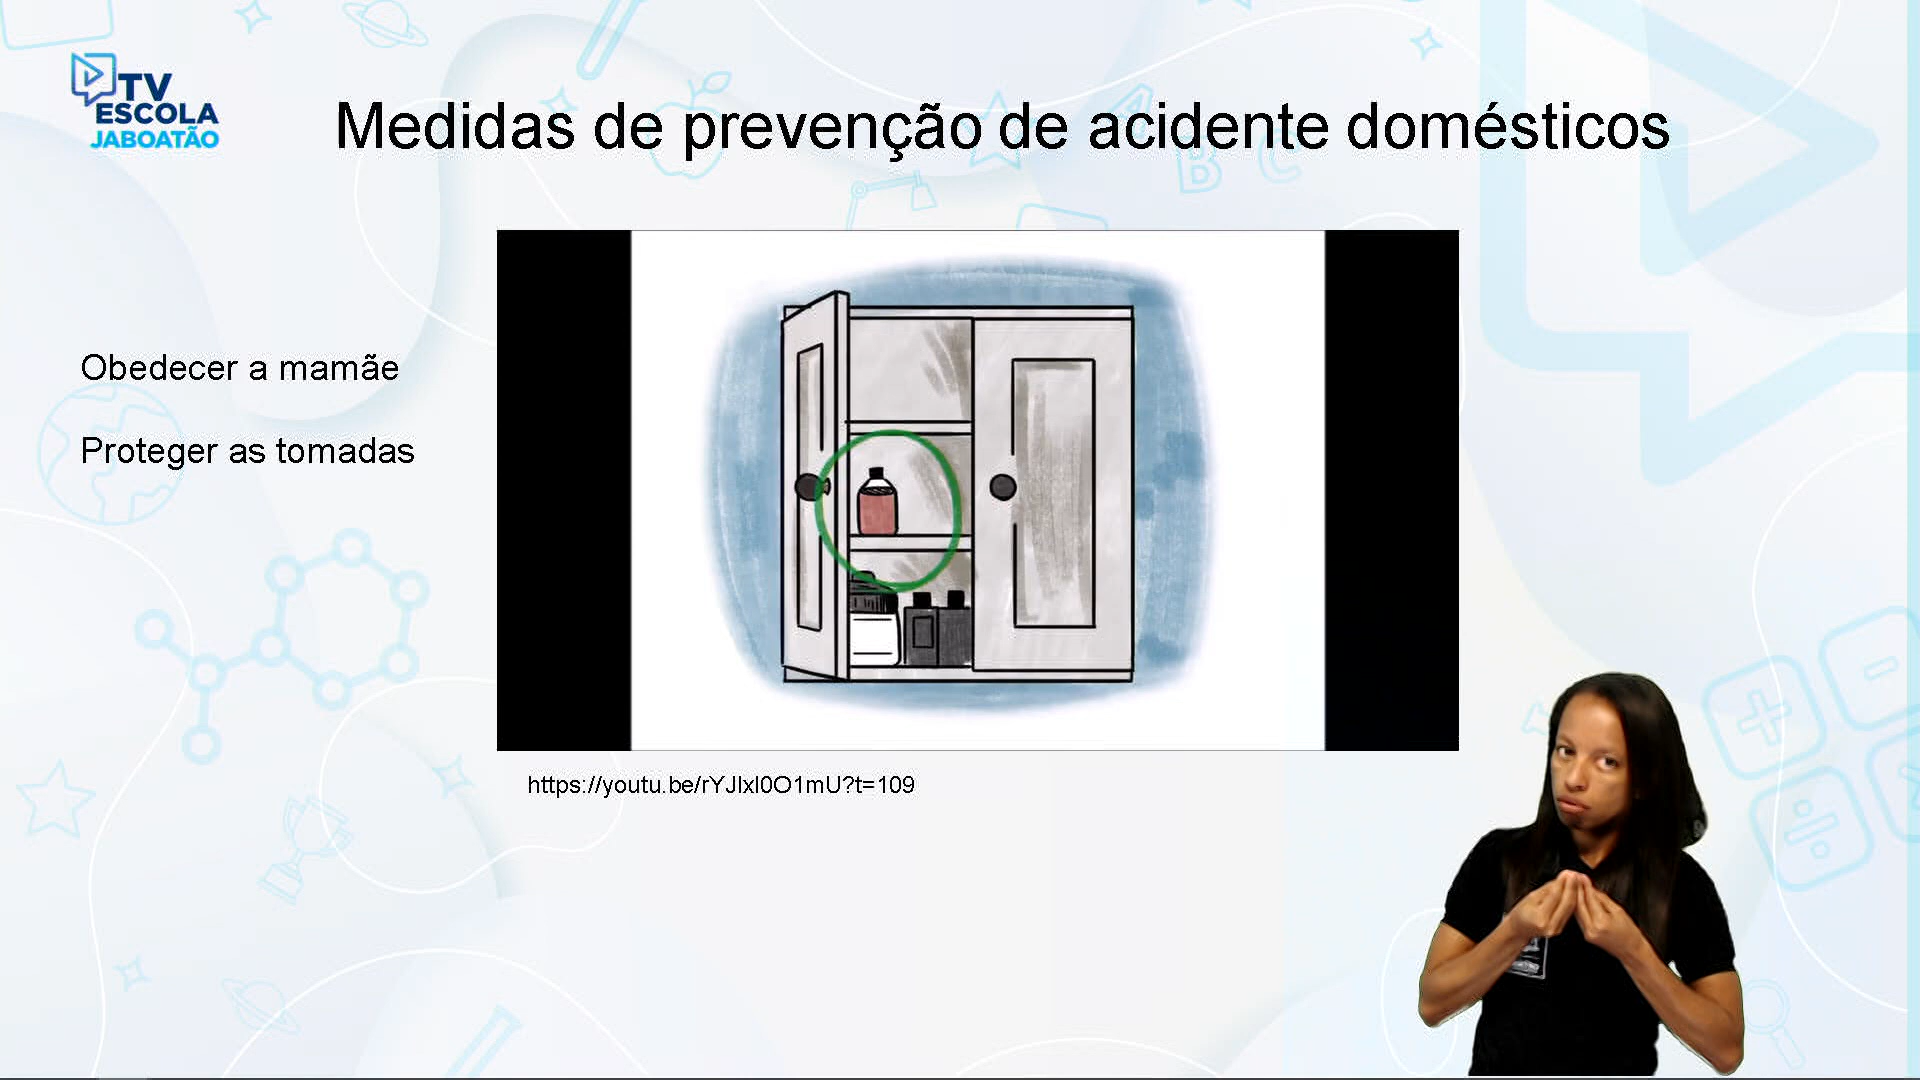 TV
ESCOLA
JABOATÃO
Medidas de prevenção de acidente domésticos
Obedecer a mamãe
Proteger as tomadas
https://youtu.be/rYJlxl0O1mU?t=109
A
B C